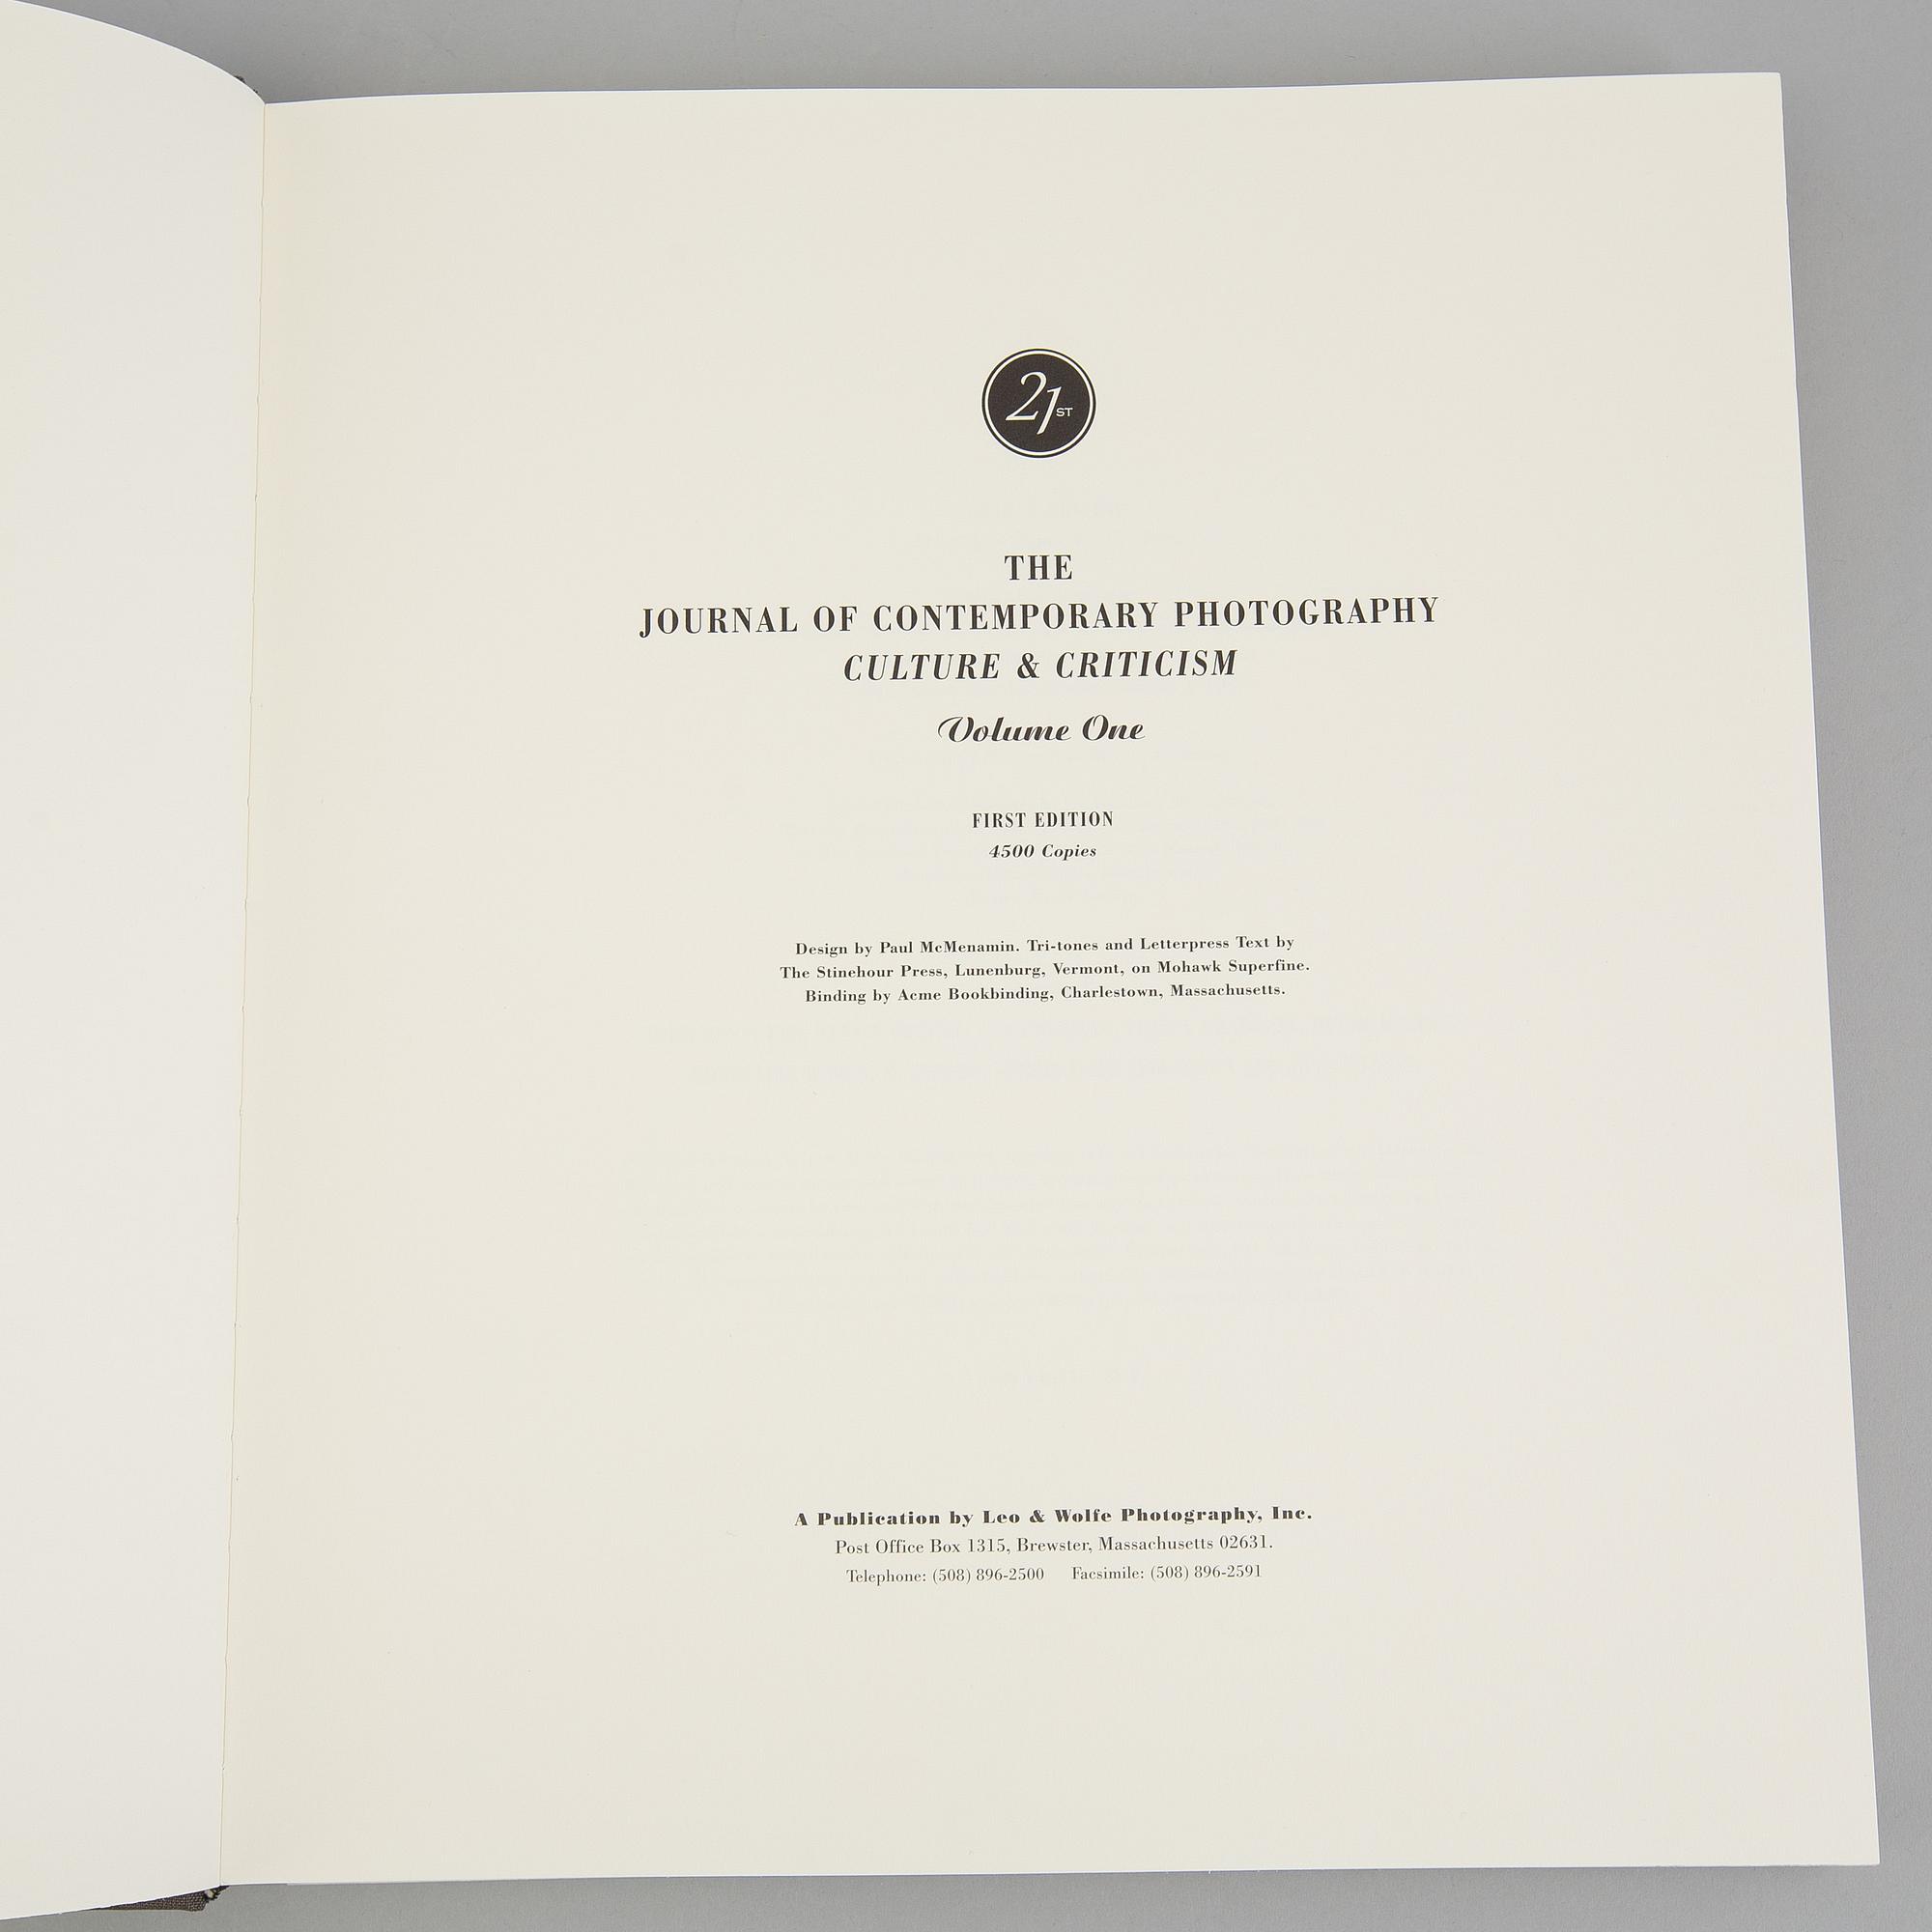 21ST
THE
JOURNAL OF CONTEMPORARY PHOTOGRAPHY
CULTURE & CRITICISM
Volume One
FIRST EDITION
4500 Copies
Design by Paul McMenamin. Tri-tones and Letterpress Text by
The Stinehour Press, Lunenburg, Vermont, on Mohawk Superfine.
Binding by Acme Bookbinding, Charlestown, Massachusetts.
A Publication by Leo & Wolfe Photography, Inc.
Post Office Box 1315, Brewster, Massachusetts 02631.
Telephone: (508) 896-2500 Facsimile: (508) 896-2591